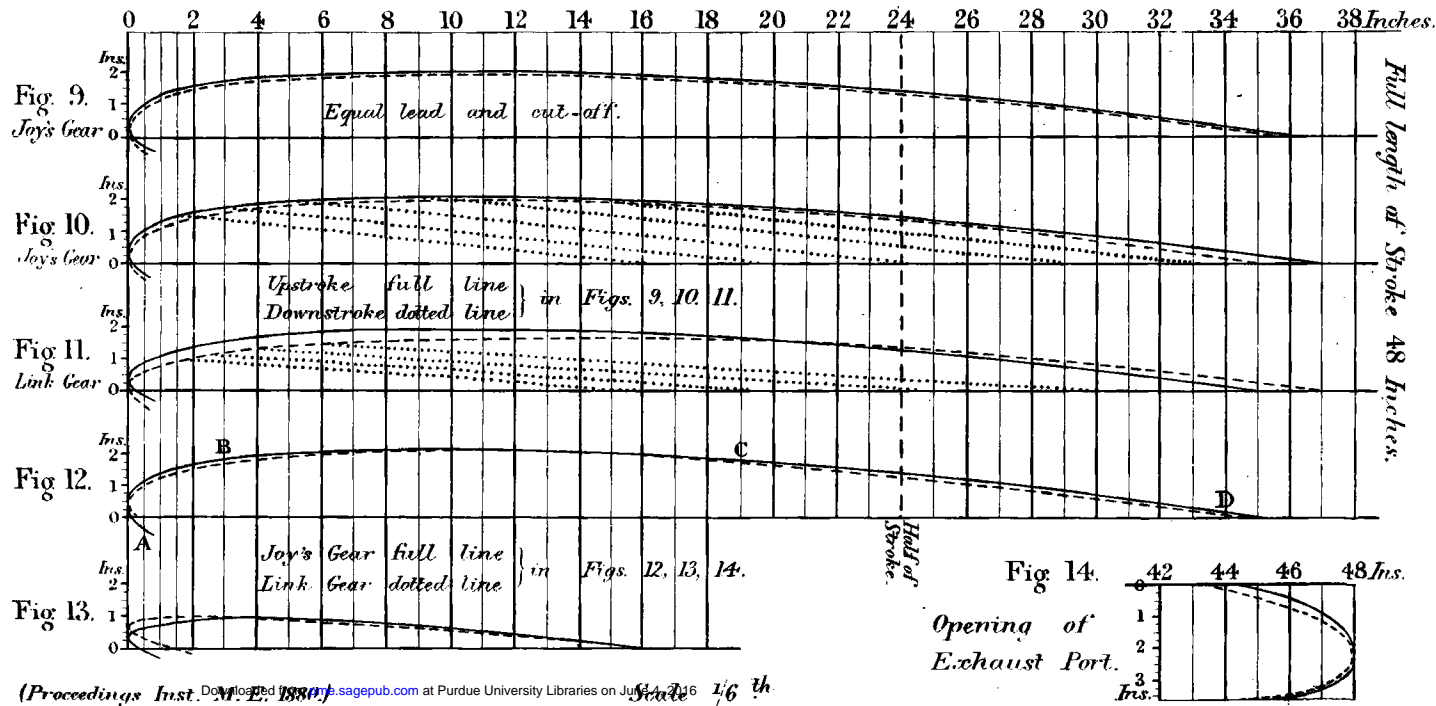 0 2 4 6 8 10 12 14 16 18 20 22 24 26 28 30 32 34 36 38 Inches.
Ins.
2
1
0
Fig. 9.
Joy's Gear
Equal lead and cut-off.
Ins.
2
1
0
Fig. 10.
Joy's Gear
Upstroke full line
Downstroke dotted line
} in Figs. 9, 10. 11.
Ins.
2
1
0
Fig. 11.
Link Gear
Full length of Stroke 48 Inches.
Ins.
2
1
0
Fig. 12.
A
B
C
D
Half of
Stroke.
Joy's Gear full line
Link Gear dotted line
} in Figs. 12, 13, 14.
Ins.
2
1
0
Fig. 13.
Fig. 14.
42 44 46 48 Ins.
0
1
2
3
Ins.
Opening of
Exhaust Port.
(Proceedings Inst. M. E. 1880.)
Downloaded from pme.sagepub.com at Purdue University Libraries on June 4, 2016
Scale 1/6 th